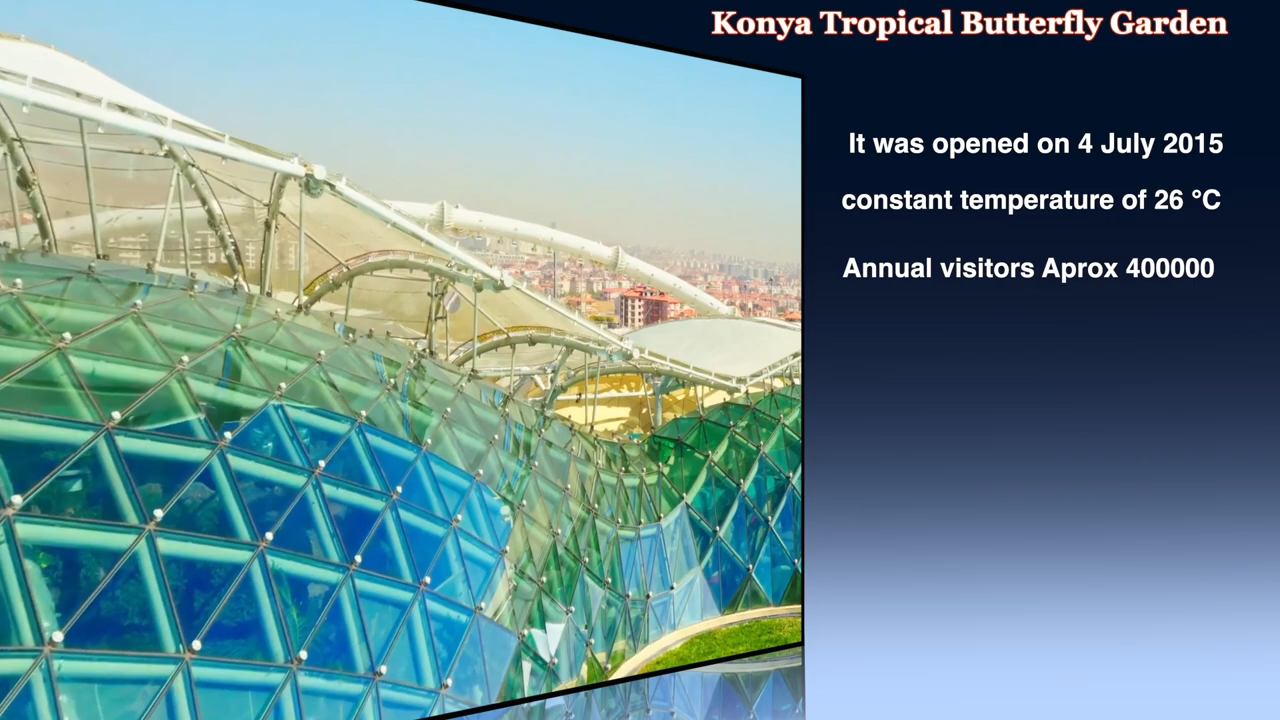 Konya Tropical Butterfly Garden
It was opened on 4 July 2015
constant temperature of 26 °C
Annual visitors Aprox 400000